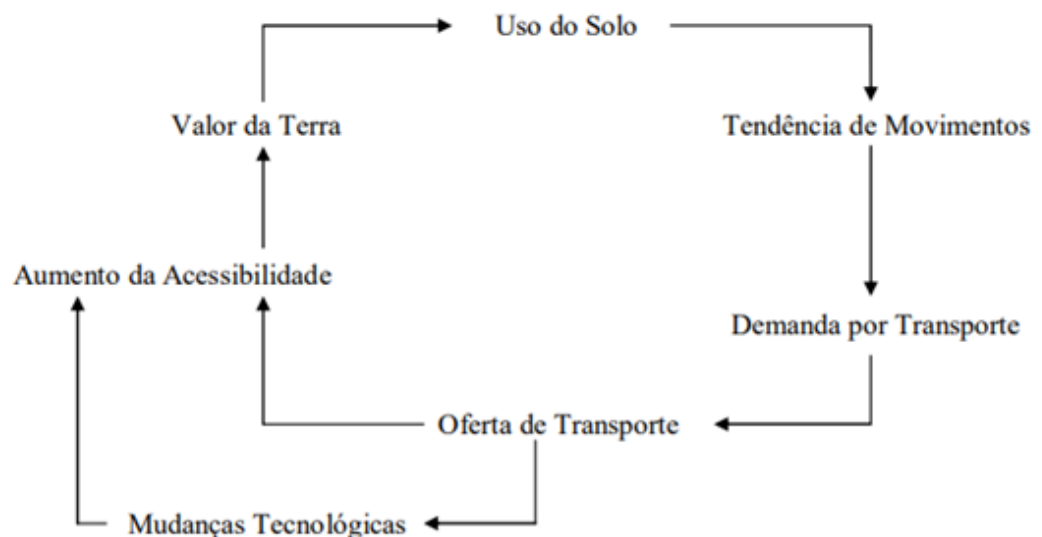 Uso do Solo
Valor da Terra
Tendência de Movimentos
Aumento da Acessibilidade
Demanda por Transporte
Oferta de Transporte
Mudanças Tecnológicas